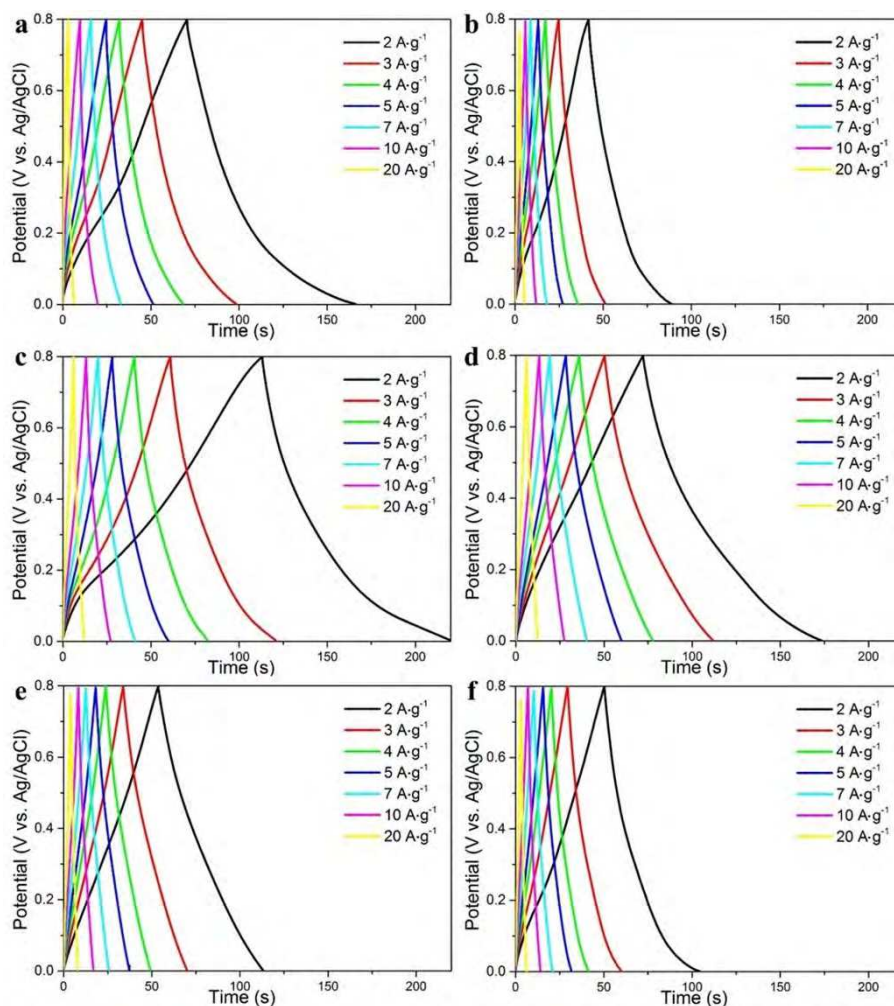 a
0.8
0.6
0.4
0.2
0.0
Potential (V vs. Ag/AgCl)
2 A·g⁻¹
3 A·g⁻¹
4 A·g⁻¹
5 A·g⁻¹
7 A·g⁻¹
10 A·g⁻¹
20 A·g⁻¹
0 50 100 150 200
Time (s)
b
0.8
0.6
0.4
0.2
0.0
Potential (V vs. Ag/AgCl)
2 A·g⁻¹
3 A·g⁻¹
4 A·g⁻¹
5 A·g⁻¹
7 A·g⁻¹
10 A·g⁻¹
20 A·g⁻¹
0 50 100 150 200
Time (s)
c
0.8
0.6
0.4
0.2
0.0
Potential (V vs. Ag/AgCl)
2 A·g⁻¹
3 A·g⁻¹
4 A·g⁻¹
5 A·g⁻¹
7 A·g⁻¹
10 A·g⁻¹
20 A·g⁻¹
0 50 100 150 200
Time (s)
d
0.8
0.6
0.4
0.2
0.0
Potential (V vs. Ag/AgCl)
2 A·g⁻¹
3 A·g⁻¹
4 A·g⁻¹
5 A·g⁻¹
7 A·g⁻¹
10 A·g⁻¹
20 A·g⁻¹
0 50 100 150 200
Time (s)
e
0.8
0.6
0.4
0.2
0.0
Potential (V vs. Ag/AgCl)
2 A·g⁻¹
3 A·g⁻¹
4 A·g⁻¹
5 A·g⁻¹
7 A·g⁻¹
10 A·g⁻¹
20 A·g⁻¹
0 50 100 150 200
Time (s)
f
0.8
0.6
0.4
0.2
0.0
Potential (V vs. Ag/AgCl)
2 A·g⁻¹
3 A·g⁻¹
4 A·g⁻¹
5 A·g⁻¹
7 A·g⁻¹
10 A·g⁻¹
20 A·g⁻¹
0 50 100 150 200
Time (s)